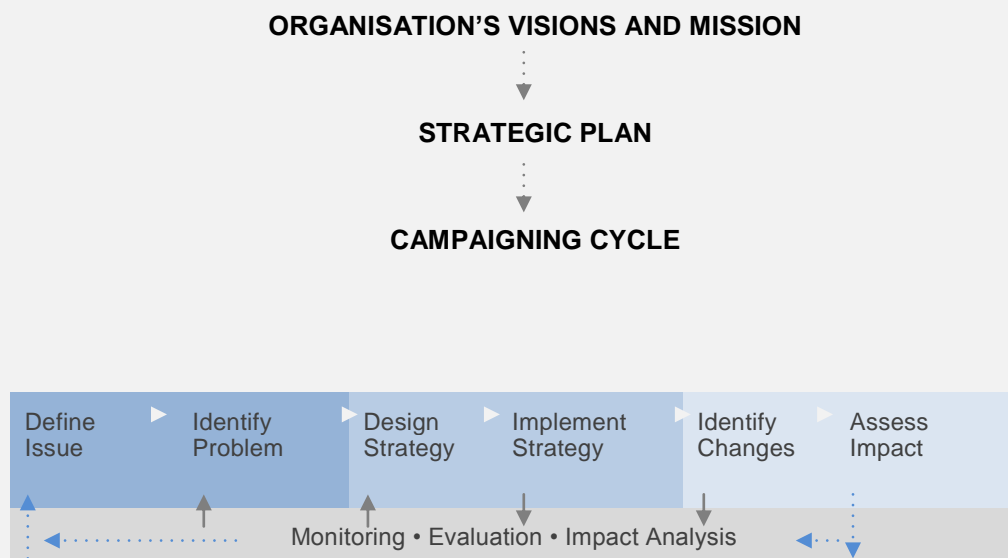 ORGANISATION’S VISIONS AND MISSION
STRATEGIC PLAN
CAMPAIGNING CYCLE
Define
Issue
Identify
Problem
Design
Strategy
Implement
Strategy
Identify
Changes
Assess
Impact
Monitoring • Evaluation • Impact Analysis